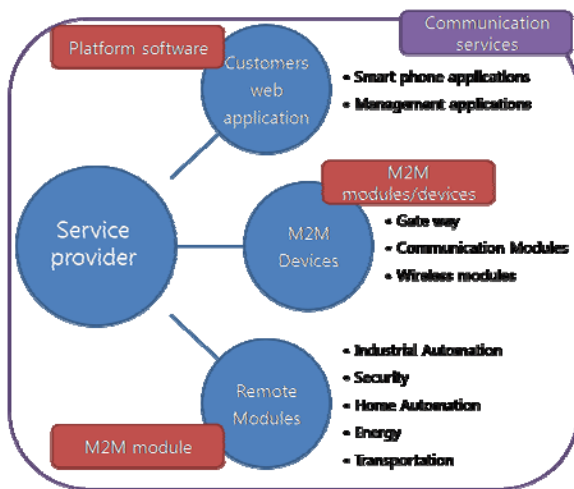 Platform software
Communication
services
Customers
web
application
• Smart phone applications
• Management applications
M2M
modules/devices
Service
provider
M2M
Devices
• Gate way
• Communication Modules
• Wireless modules
Remote
Modules
• Industrial Automation
• Security
• Home Automation
• Energy
• Transportation
M2M module